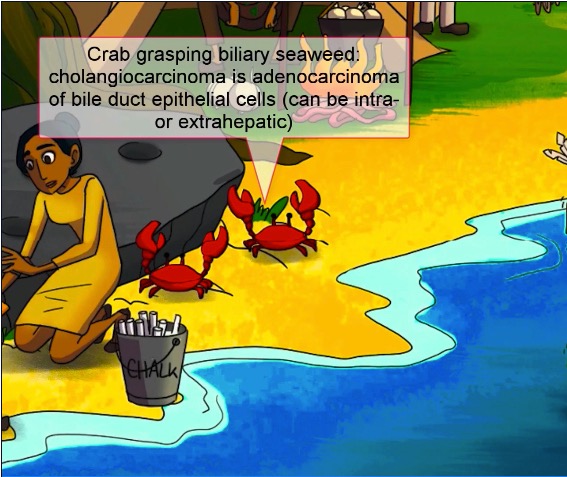 Crab grasping biliary seaweed:
cholangiocarcinoma is adenocarcinoma
of bile duct epithelial cells (can be intra-
or extrahepatic)
CHALK